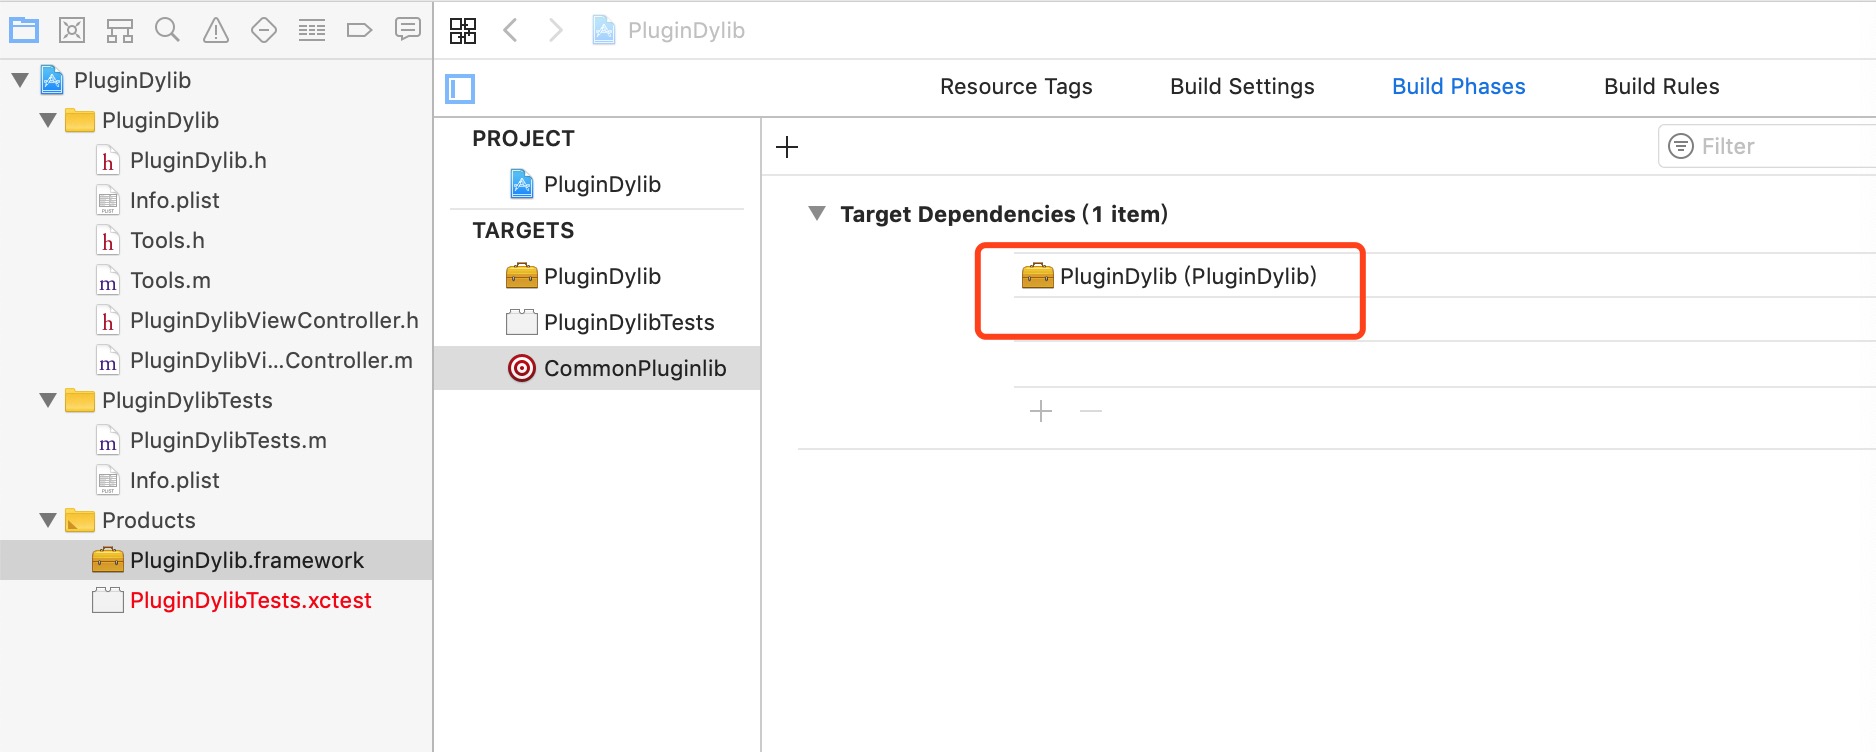 PluginDylib
PluginDylib
PluginDylib.h
Info.plist
Tools.h
Tools.m
PluginDylibViewController.h
PluginDylibVi...Controller.m
PluginDylibTests
PluginDylibTests.m
Info.plist
Products
PluginDylib.framework
PluginDylibTests.xctest
PluginDylib
Resource Tags
Build Settings
Build Phases
Build Rules
PROJECT
PluginDylib
TARGETS
PluginDylib
PluginDylibTests
CommonPluginlib
Filter
Target Dependencies (1 item)
PluginDylib (PluginDylib)